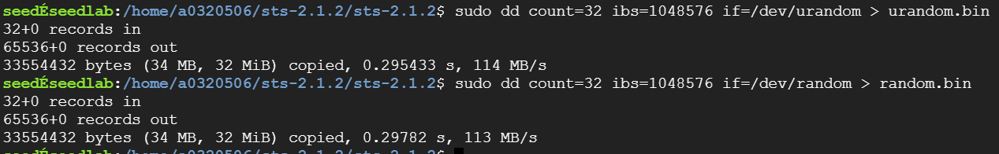 seedÉseedlab:/home/a0320506/sts-2.1.2/sts-2.1.2$ sudo dd count=32 ibs=1048576 if=/dev/urandom > urandom.bin
32+0 records in
65536+0 records out
33554432 bytes (34 MB, 32 MiB) copied, 0.295433 s, 114 MB/s
seedÉseedlab:/home/a0320506/sts-2.1.2/sts-2.1.2$ sudo dd count=32 ibs=1048576 if=/dev/random > random.bin
32+0 records in
65536+0 records out
33554432 bytes (34 MB, 32 MiB) copied, 0.29782 s, 113 MB/s
seedÉseedlab:/home/a0320506/sts-2.1.2/sts-2.1.2$